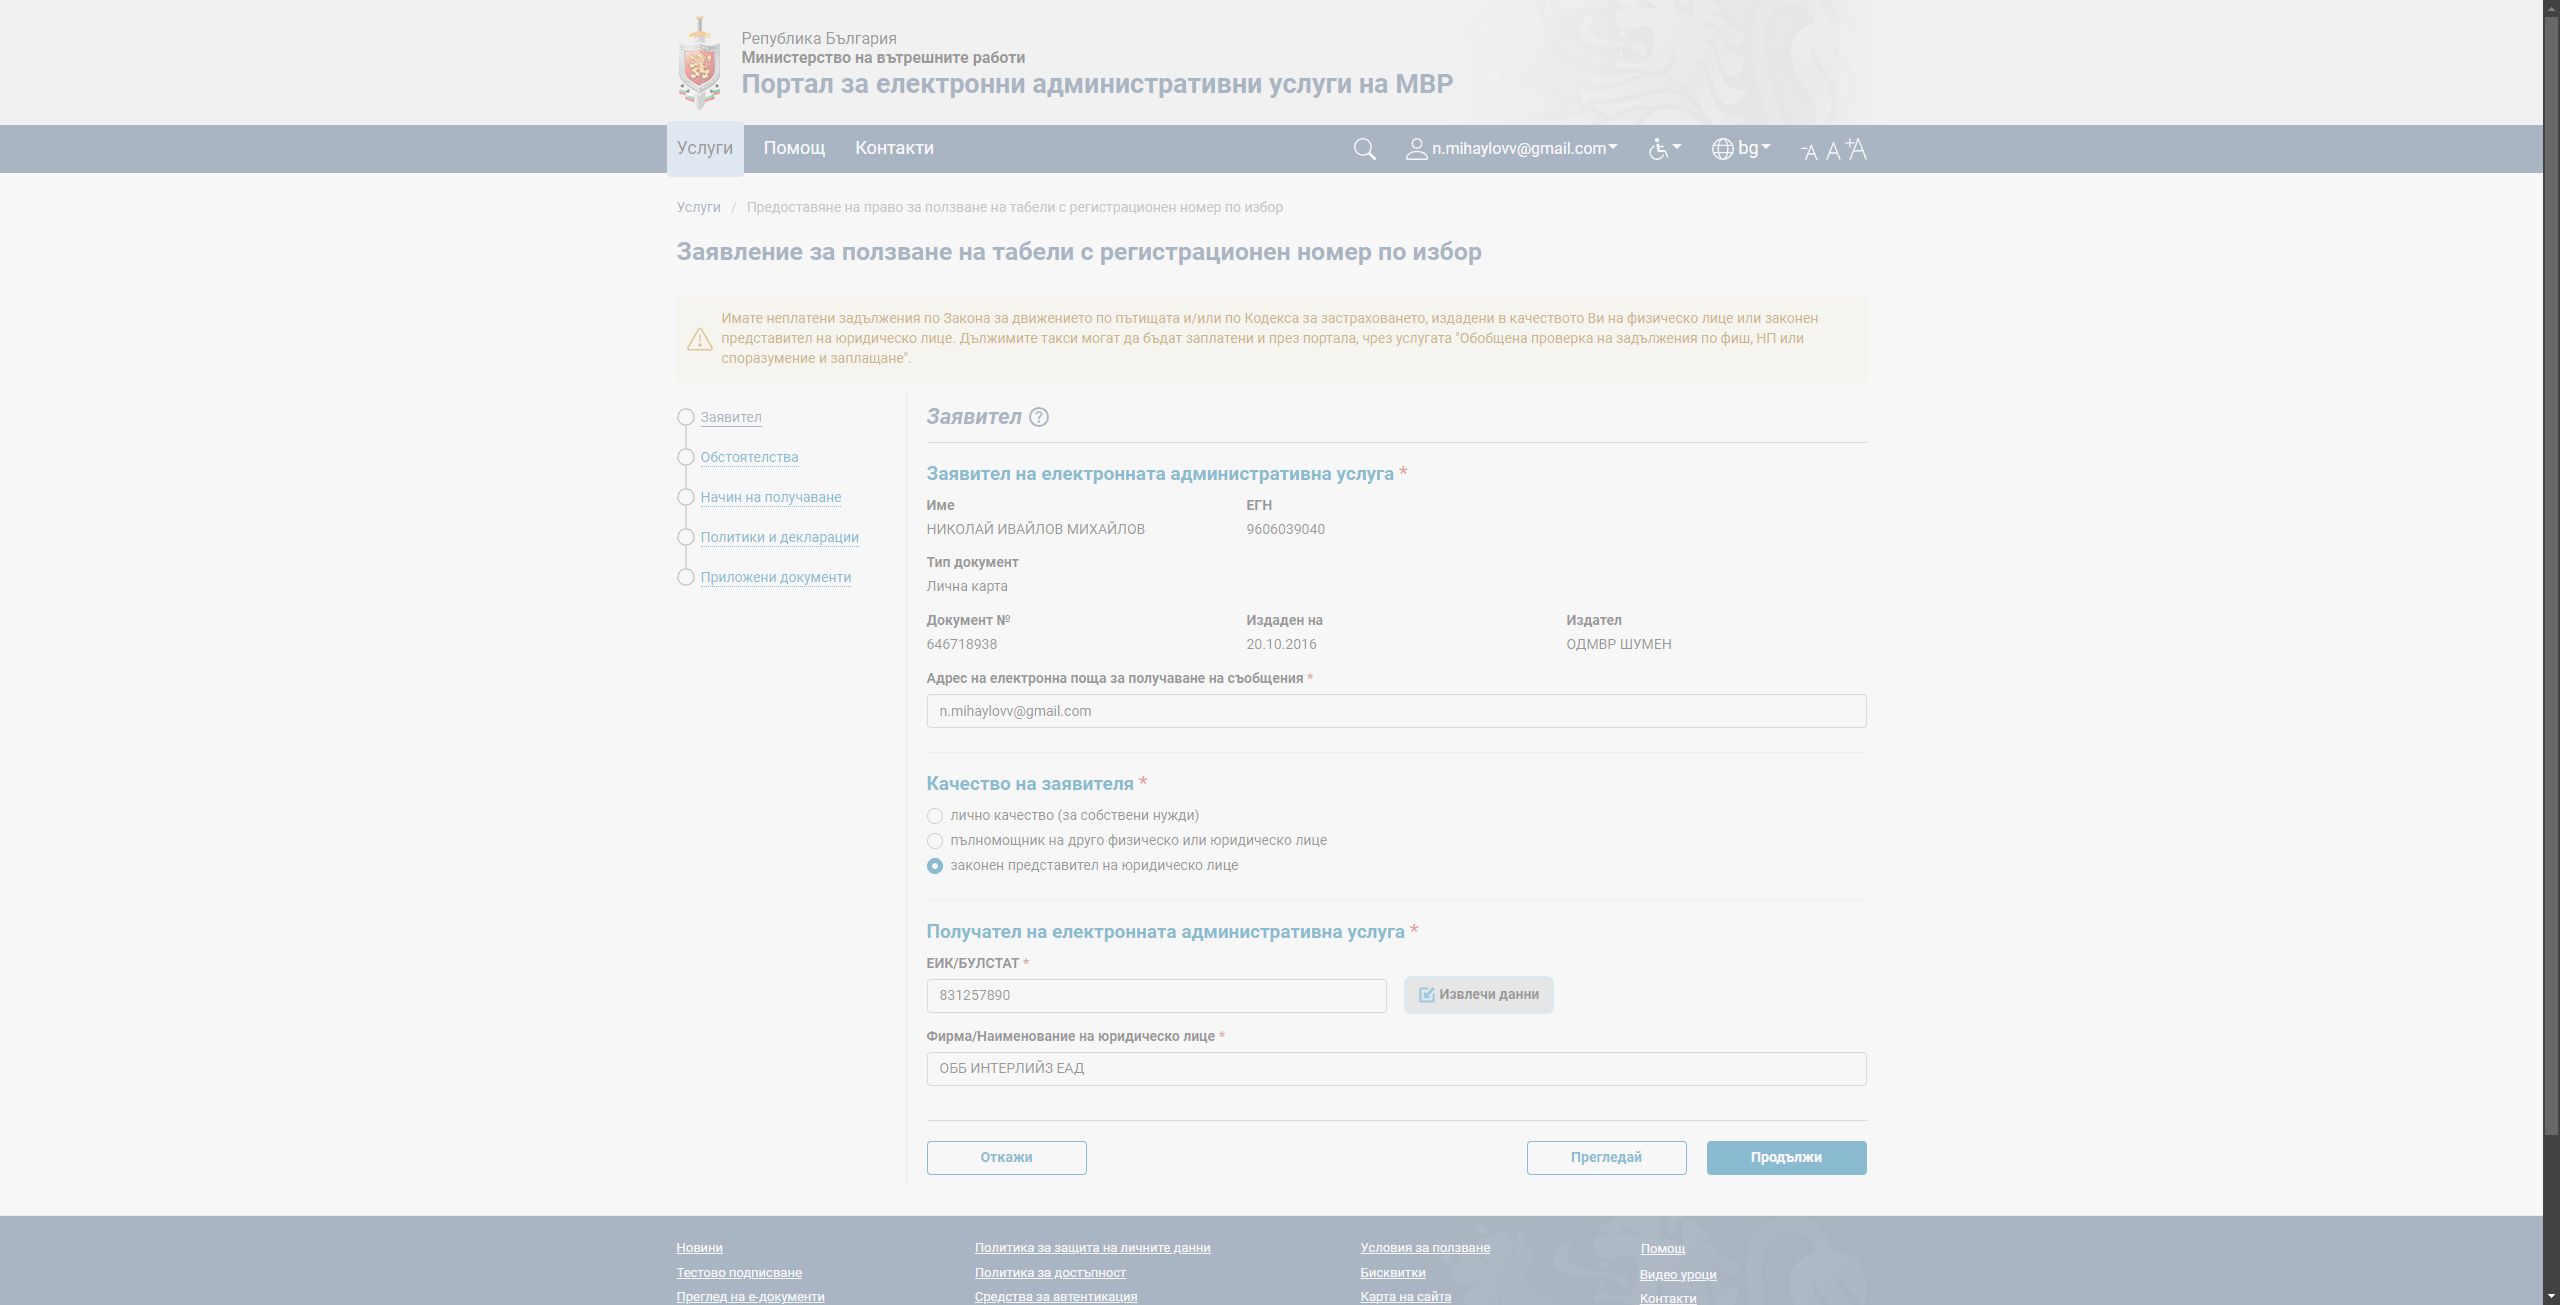 Република България
Министерство на вътрешните работи
Портал за електронни административни услуги на МВР
Услуги Помощ Контакти n.mihaylovv@gmail.com bg -A A +A
Услуги / Предоставяне на право за ползване на табели с регистрационен номер по избор
Заявление за ползване на табели с регистрационен номер по избор
Имате неплатени задължения по Закона за движението по пътищата и/или по Кодекса за застраховането, издадени в качеството Ви на физическо лице или законен
представител на юридическо лице. Дължимите такси могат да бъдат заплатени и през портала, чрез услугата "Обобщена проверка на задължения по фиш, НП или
споразумение и заплащане".
Заявител
Обстоятелства
Начин на получаване
Политики и декларации
Приложени документи
Заявител ?
Заявител на електронната административна услуга *
Име ЕГН
НИКОЛАЙ ИВАЙЛОВ МИХАЙЛОВ 9606039040
Тип документ
Лична карта
Документ № Издаден на Издател
646718938 20.10.2016 ОДМВР ШУМЕН
Адрес на електронна поща за получаване на съобщения *
n.mihaylovv@gmail.com
Качество на заявителя *
лично качество (за собствени нужди)
пълномощник на друго физическо или юридическо лице
законен представител на юридическо лице
Получател на електронната административна услуга *
ЕИК/БУЛСТАТ *
831257890 Извлечи данни
Фирма/Наименование на юридическо лице *
ОББ ИНТЕРЛИЙЗ ЕАД
Откажи Прегледай Продължи
Новини Политика за защита на личните данни Условия за ползване Помощ
Тестово подписване Политика за достъпност Бисквитки Видео уроци
Преглед на е-документи Средства за автентикация Карта на сайта Контакти